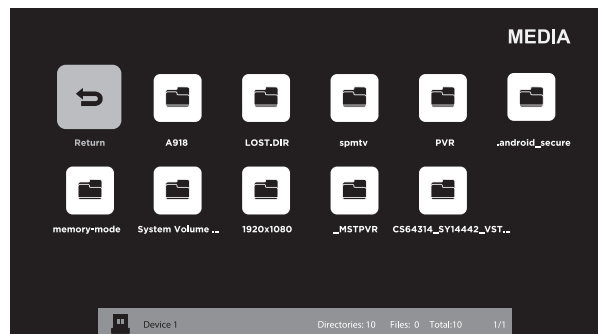 MEDIA
Return A918 LOST.DIR spmtv PVR .android_secure
memory-mode System Volume ... 1920x1080 _MSTPVR CS64314_SY14442_VST...
Device 1 Directories: 10 Files: 0 Total:10 1/1